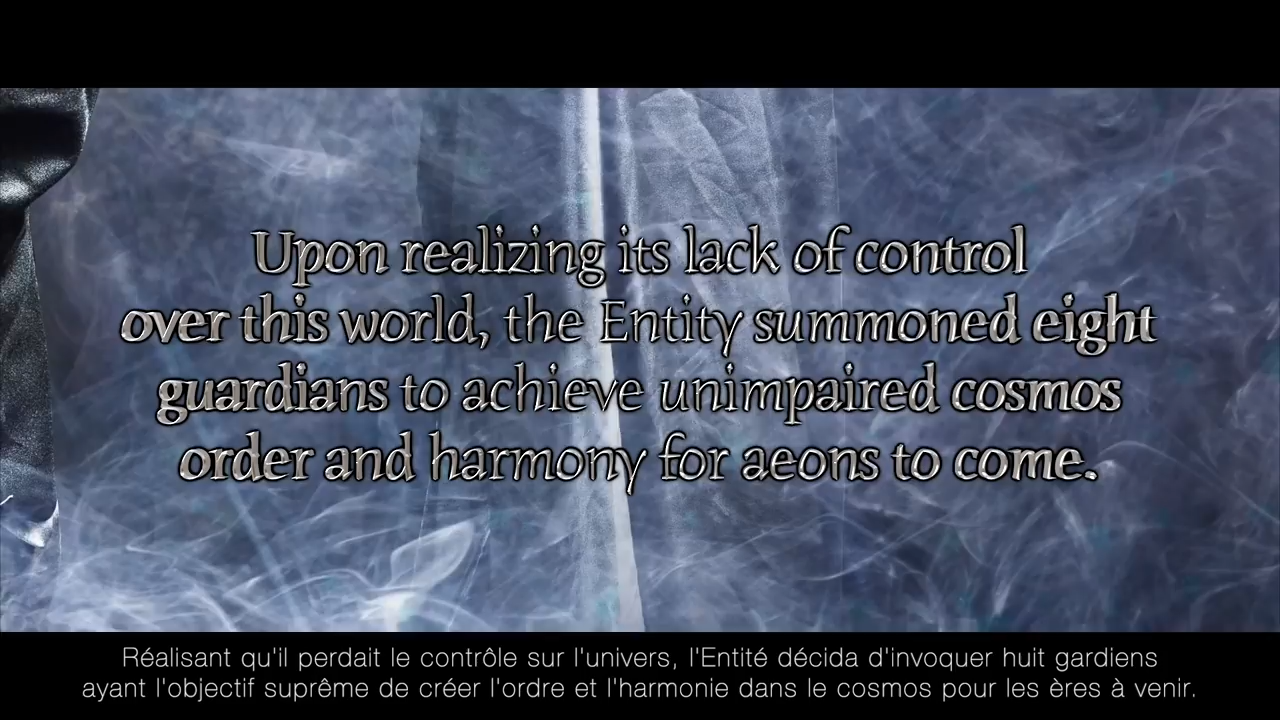 Upon realizing its lack of control
over this world, the Entity summoned eight
guardians to achieve unimpaired cosmos
order and harmony for aeons to come.
Réalisant qu'il perdait le contrôle sur l'univers, l'Entité décida d'invoquer huit gardiens
ayant l'objectif suprême de créer l'ordre et l'harmonie dans le cosmos pour les ères à venir.